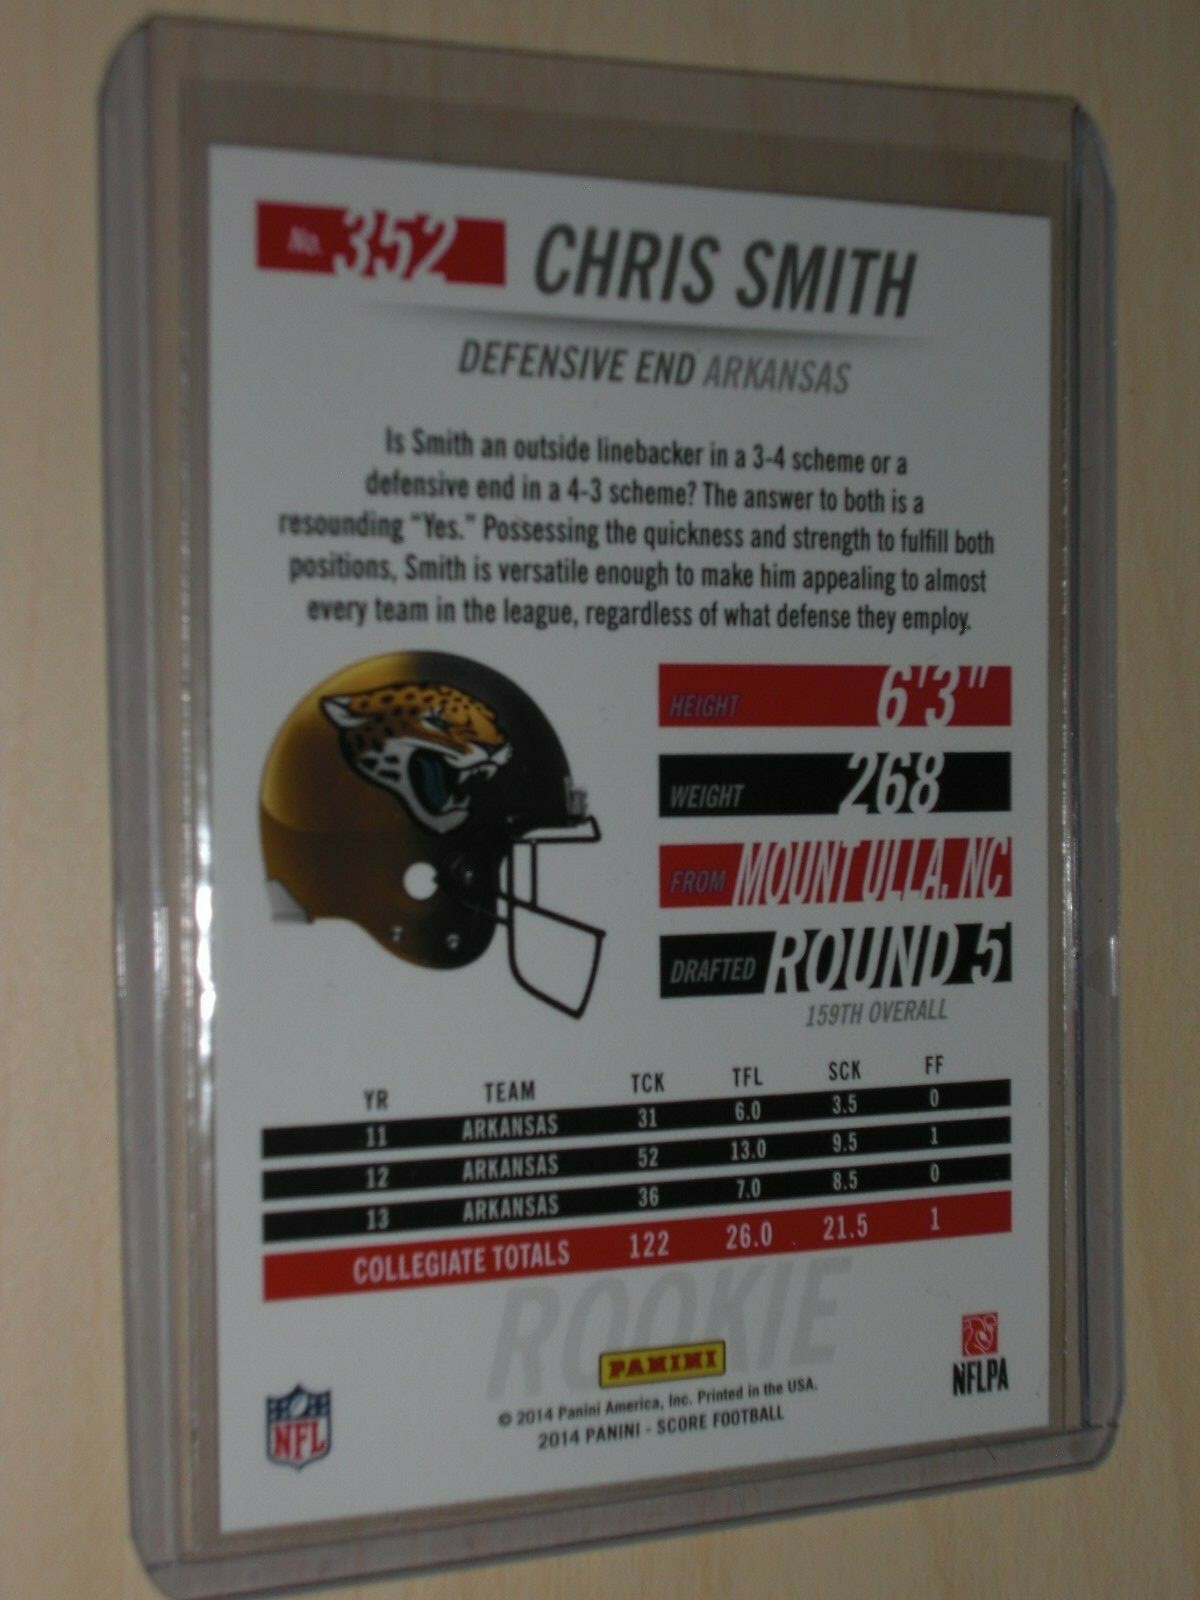 No. 352 CHRIS SMITH
DEFENSIVE END ARKANSAS
Is Smith an outside linebacker in a 3-4 scheme or a
defensive end in a 4-3 scheme? The answer to both is a
resounding "Yes." Possessing the quickness and strength to fulfill both
positions, Smith is versatile enough to make him appealing to almost
every team in the league, regardless of what defense they employ.
HEIGHT 6'3"
WEIGHT 268
FROM MOUNT ULLA, NC
DRAFTED ROUND 5
159TH OVERALL
YR TEAM TCK TFL SCK FF
11 ARKANSAS 31 6.0 3.5 0
12 ARKANSAS 52 13.0 9.5 1
13 ARKANSAS 36 7.0 8.5 0
COLLEGIATE TOTALS 122 26.0 21.5 1
ROOKIE
PANINI
© 2014 Panini America, Inc. Printed in the USA.
2014 PANINI - SCORE FOOTBALL
NFL
NFLPA